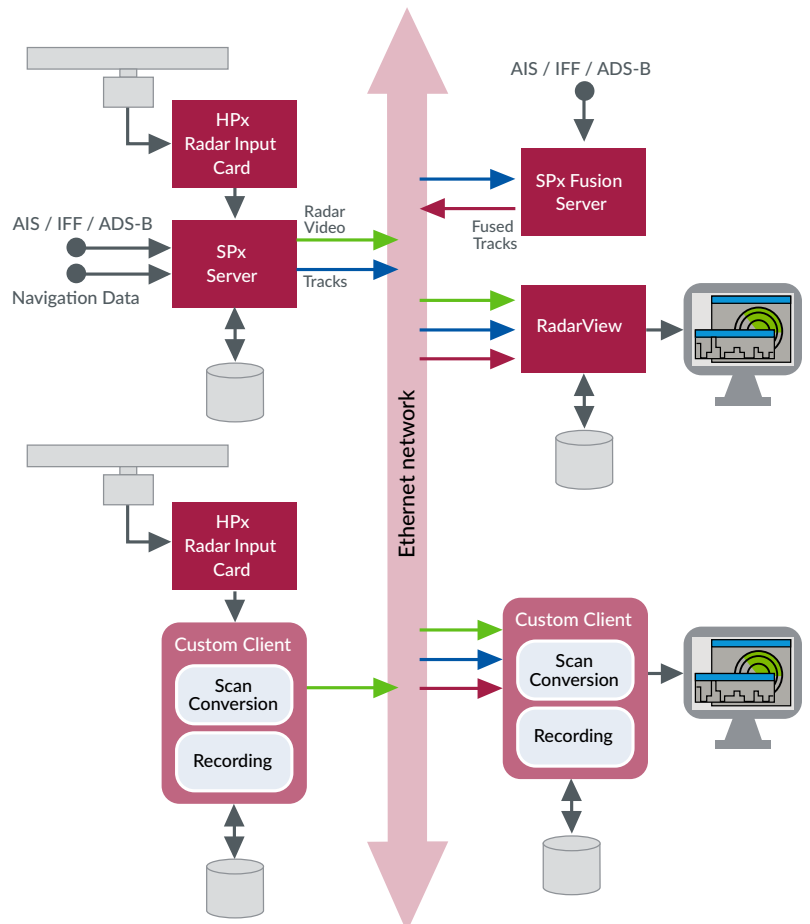 AIS / IFF / ADS-B
HPx
Radar Input
Card
SPx Fusion
Server
Radar
Video
AIS / IFF / ADS-B
SPx
Server
Fused
Tracks
Tracks
Navigation Data
RadarView
Ethernet network
HPx
Radar Input
Card
Custom Client
Scan
Conversion
Recording
Custom Client
Scan
Conversion
Recording